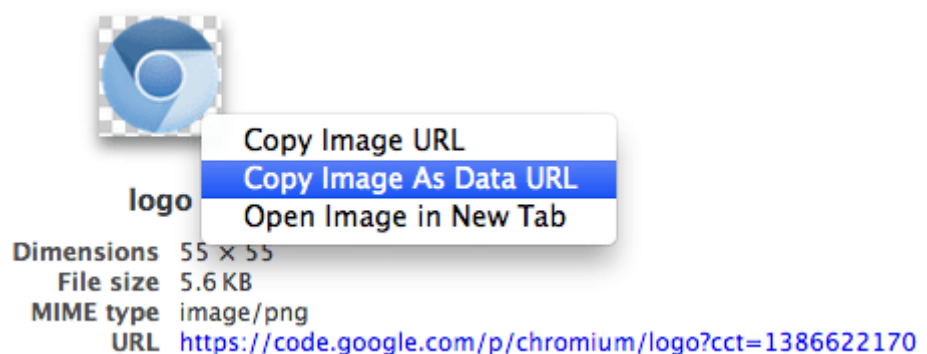 Copy Image URL
Copy Image As Data URL
logo
Open Image in New Tab
Dimensions 55 × 55
File size 5.6 KB
MIME type image/png
URL https://code.google.com/p/chromium/logo?cct=1386622170